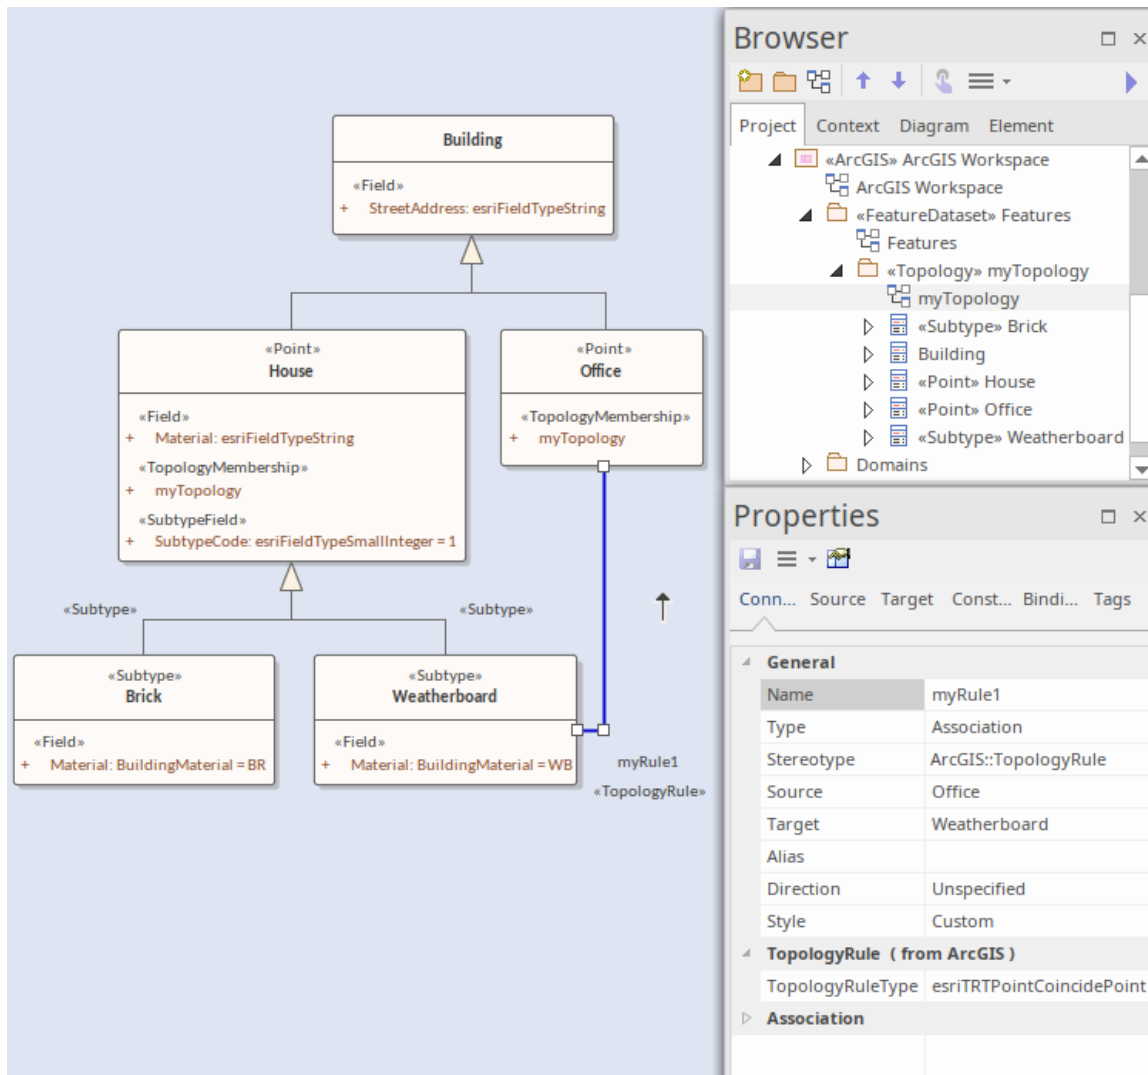 Building
«Field»
+ StreetAddress: esriFieldTypeString
«Point»
House
«Field»
+ Material: esriFieldTypeString
«TopologyMembership»
+ myTopology
«SubtypeField»
+ SubtypeCode: esriFieldTypeSmallInteger = 1
«Point»
Office
«TopologyMembership»
+ myTopology
«Subtype»
«Subtype»
«Subtype»
Brick
«Field»
+ Material: BuildingMaterial = BR
«Subtype»
Weatherboard
«Field»
+ Material: BuildingMaterial = WB
myRule1
«TopologyRule»
Browser
Project Context Diagram Element
«ArcGIS» ArcGIS Workspace
ArcGIS Workspace
«FeatureDataset» Features
Features
«Topology» myTopology
myTopology
«Subtype» Brick
Building
«Point» House
«Point» Office
«Subtype» Weatherboard
Domains
Properties
Conn... Source Target Const... Bindi... Tags
General
Name myRule1
Type Association
Stereotype ArcGIS::TopologyRule
Source Office
Target Weatherboard
Alias
Direction Unspecified
Style Custom
TopologyRule ( from ArcGIS )
TopologyRuleType esriTRTPointCoincidePoint
Association